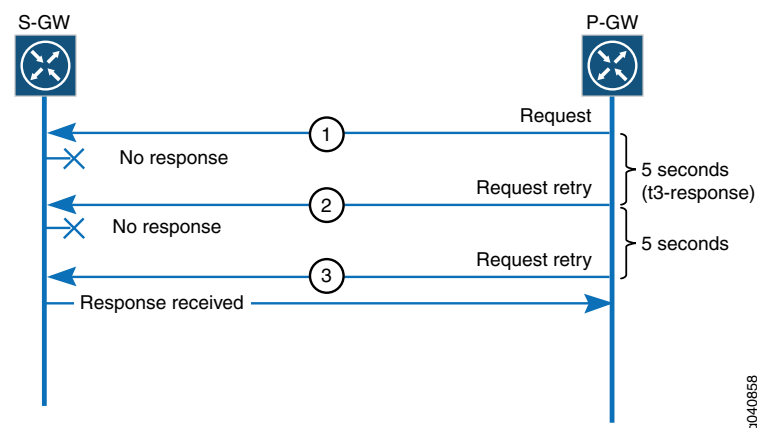 S-GW
P-GW
Request
1
No response
5 seconds
(t3-response)
Request retry
2
No response
5 seconds
Request retry
3
Response received
g040858